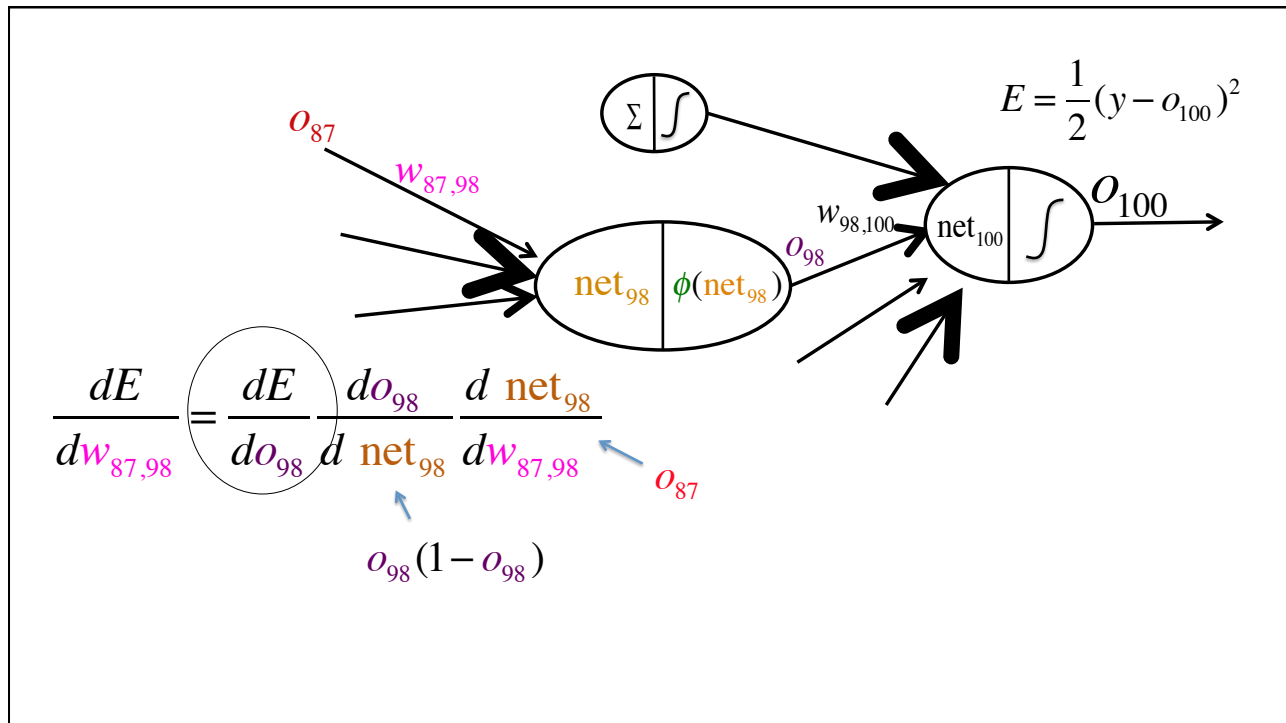 E = 1/2 (y − o₁₀₀)²
Σ ∫
o₈₇
w₈₇,₉₈
w₉₈,₁₀₀
net₁₀₀ ∫
O₁₀₀
o₉₈
net₉₈ ϕ(net₉₈)
dE/dw₈₇,₉₈ = dE/do₉₈ do₉₈/d net₉₈ d net₉₈/dw₈₇,₉₈
o₈₇
o₉₈(1 − o₉₈)